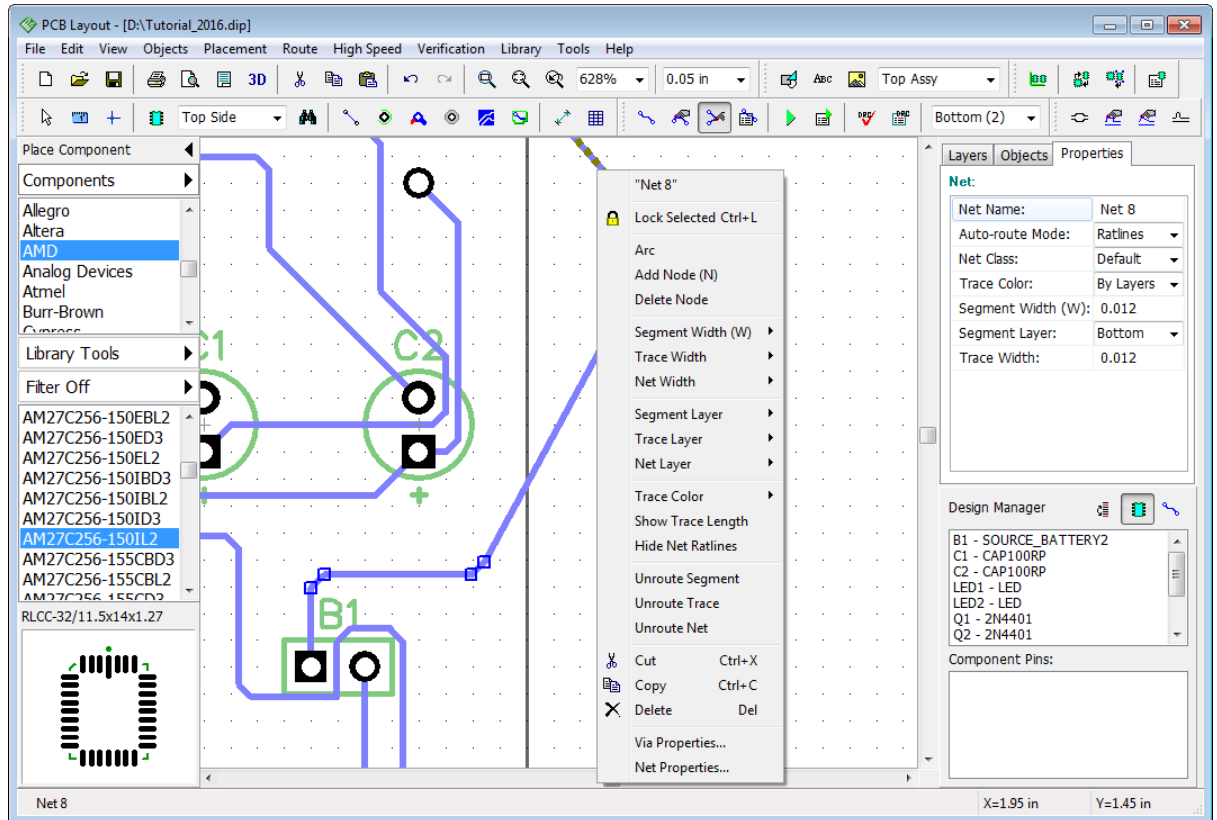 PCB Layout - [D:\Tutorial_2016.dip]
File Edit View Objects Placement Route High Speed Verification Library Tools Help
3D 628% 0.05 in ABC Top Assy
Top Side DRC DRC Bottom (2)
Place Component
Components
Allegro
Altera
AMD
Analog Devices
Atmel
Burr-Brown
Cypress
Library Tools
Filter Off
AM27C256-150EBL2
AM27C256-150ED3
AM27C256-150EL2
AM27C256-150IBD3
AM27C256-150IBL2
AM27C256-150ID3
AM27C256-150IL2
AM27C256-155CBD3
AM27C256-155CBL2
AM27C256-155CD3
RLCC-32/11.5x14x1.27
C1
C2
+
+
B1
"Net 8"
Lock Selected Ctrl+L
Arc
Add Node (N)
Delete Node
Segment Width (W)
Trace Width
Net Width
Segment Layer
Trace Layer
Net Layer
Trace Color
Show Trace Length
Hide Net Ratlines
Unroute Segment
Unroute Trace
Unroute Net
Cut Ctrl+X
Copy Ctrl+C
Delete Del
Via Properties...
Net Properties...
Layers Objects Properties
Net:
Net Name: Net 8
Auto-route Mode: Ratlines
Net Class: Default
Trace Color: By Layers
Segment Width (W): 0.012
Segment Layer: Bottom
Trace Width: 0.012
Design Manager
B1 - SOURCE_BATTERY2
C1 - CAP100RP
C2 - CAP100RP
LED1 - LED
LED2 - LED
Q1 - 2N4401
Q2 - 2N4401
Component Pins:
Net 8
X=1.95 in Y=1.45 in